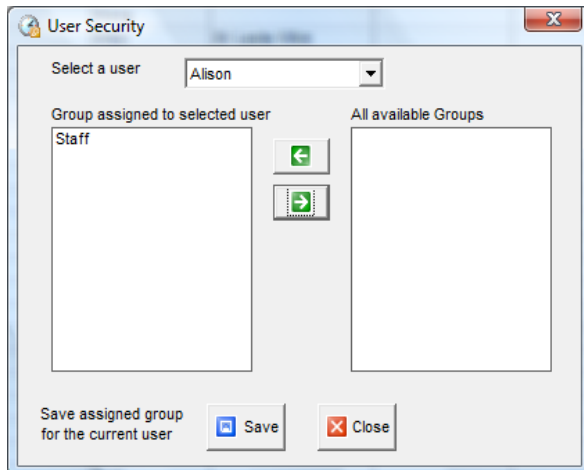 User Security
Select a user
Alison
Group assigned to selected user
All available Groups
Staff
Save assigned group
for the current user
Save
Close